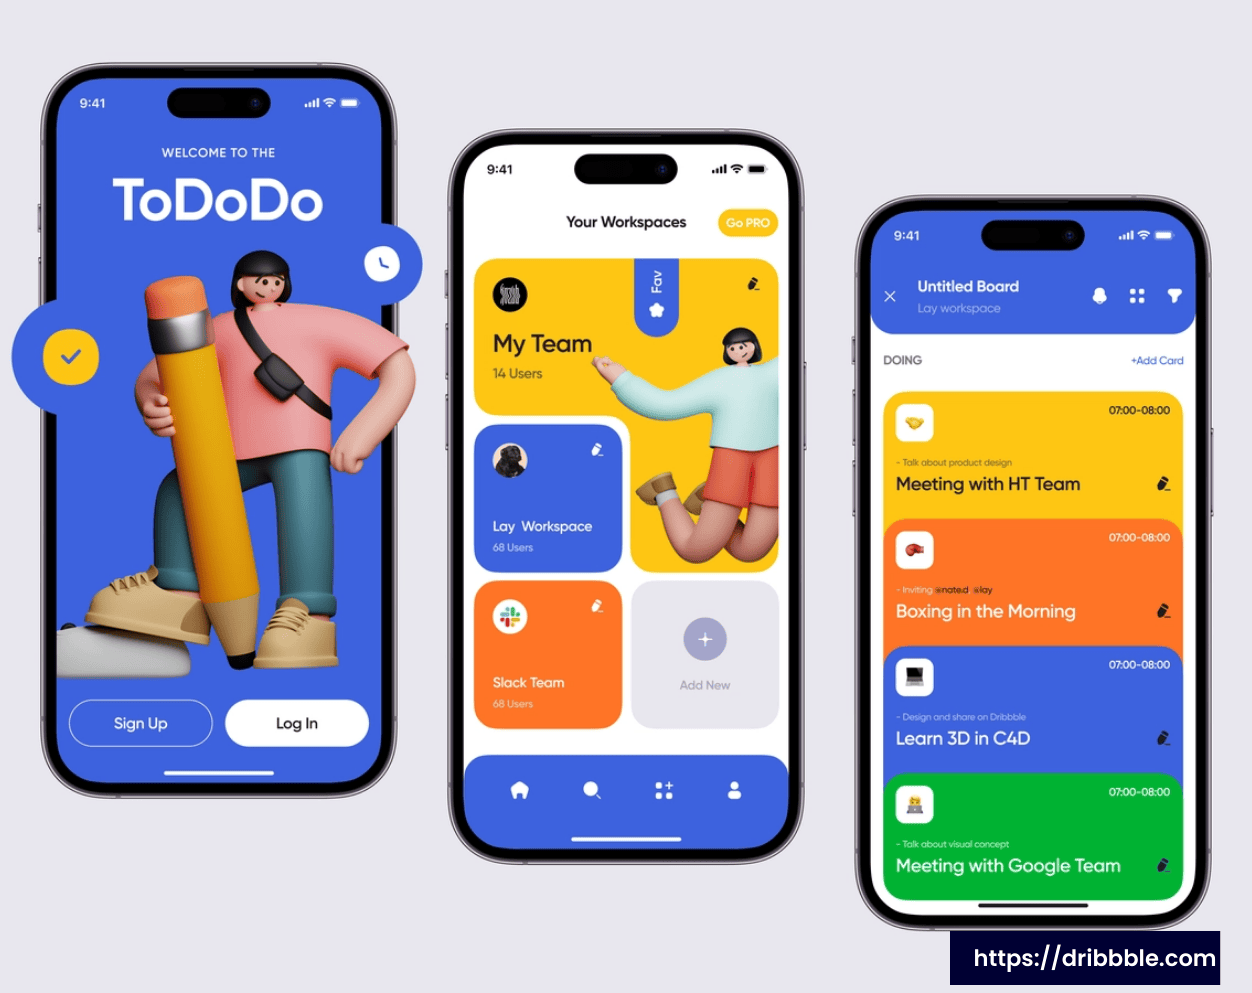 9:41
WELCOME TO THE
ToDoDo
Sign Up
Log In
9:41
Your Workspaces
Go PRO
Fav
My Team
14 Users
Lay Workspace
68 Users
Slack Team
68 Users
Add New
9:41
Untitled Board
Lay workspace
DOING
+Add Card
07:00-08:00
- Talk about product design
Meeting with HT Team
07:00-08:00
- Inviting @nate.d @lay
Boxing in the Morning
07:00-08:00
- Design and share on Dribbble
Learn 3D in C4D
07:00-08:00
- Talk about visual concept
Meeting with Google Team
https://dribbble.com